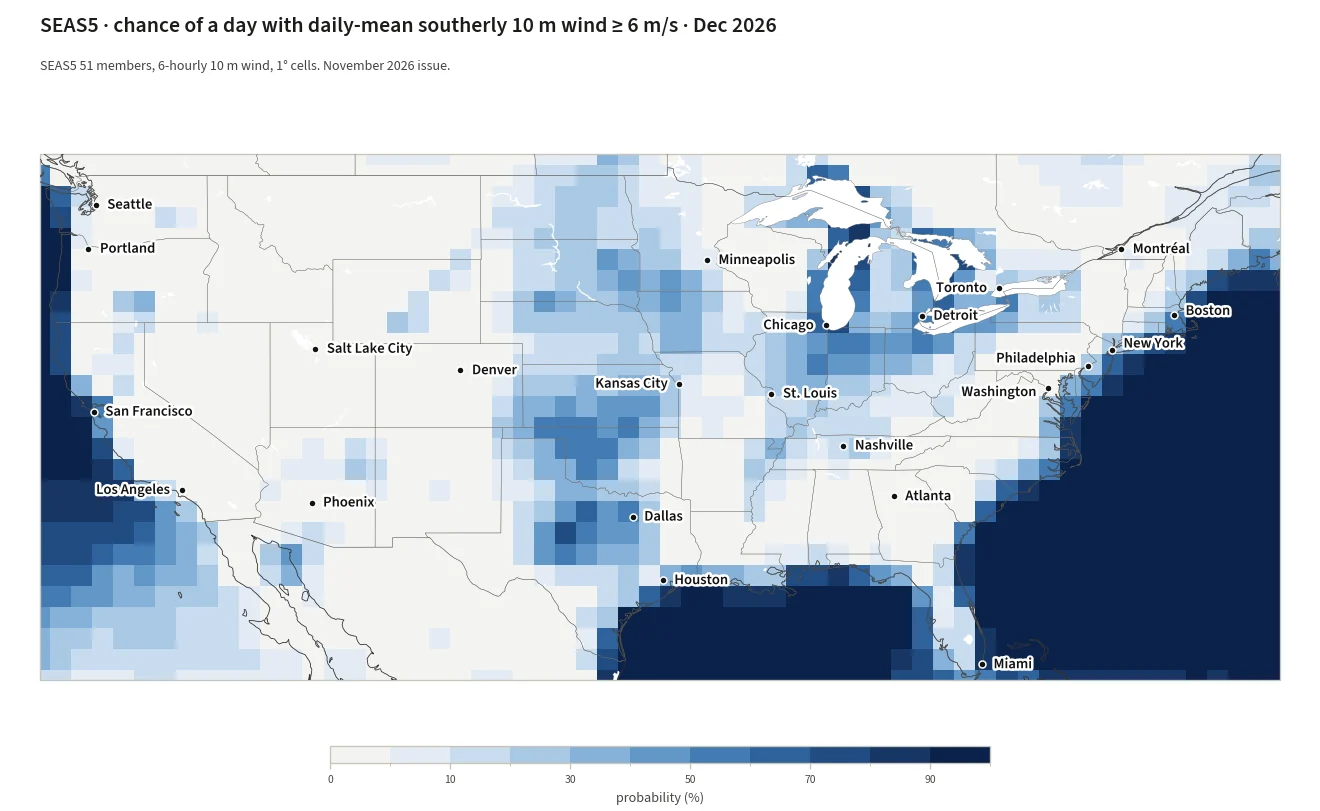 SEAS5 · chance of a day with daily-mean southerly 10 m wind ≥ 6 m/s · Dec 2026
SEAS5 51 members, 6-hourly 10 m wind, 1° cells. November 2026 issue.
Seattle
Portland
Montréal
Minneapolis
Toronto
Boston
Detroit
Chicago
New York
Salt Lake City
Philadelphia
Denver
Kansas City
St. Louis
Washington
San Francisco
Nashville
Los Angeles
Phoenix
Atlanta
Dallas
Houston
Miami
0 10 30 50 70 90
probability (%)